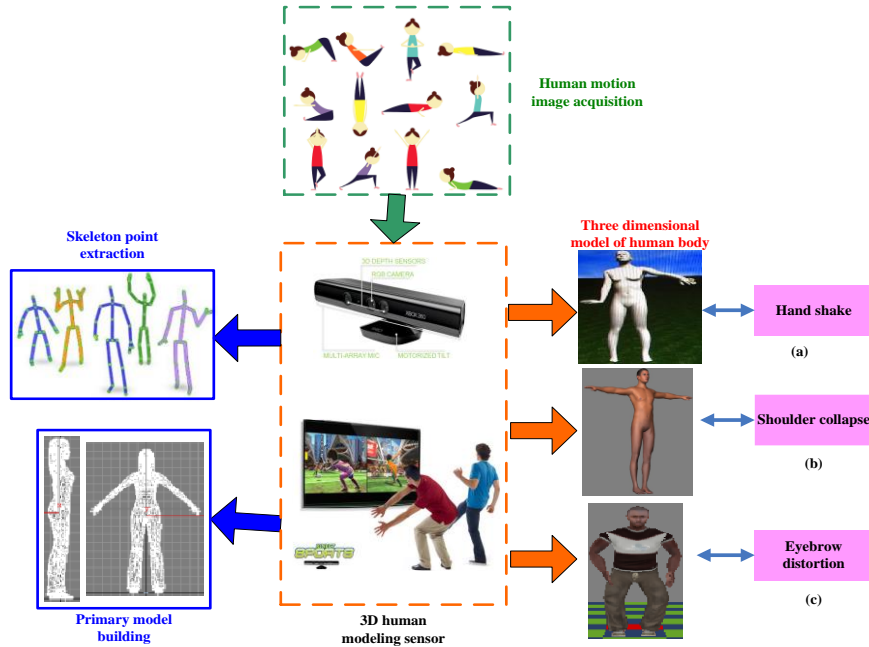 Human motion
image acquisition
Skeleton point
extraction
Three dimensional
model of human body
3D DEPTH SENSORS
RGB CAMERA
XBOX 360
MULTI-ARRAY MIC
MOTORIZED TILT
Hand shake
(a)
Shoulder collapse
(b)
SPORTS
Eyebrow
distortion
(c)
Primary model
building
3D human
modeling sensor